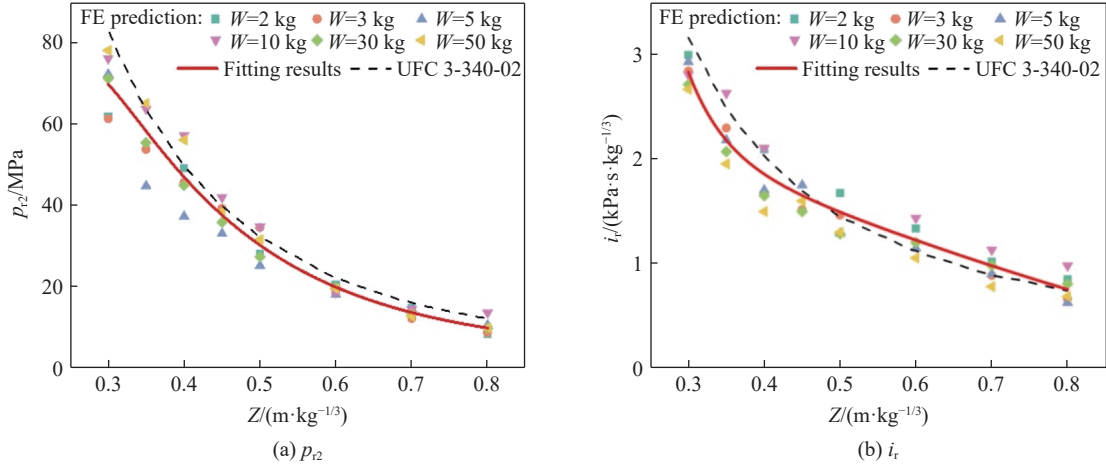 FE prediction: W=2 kg W=3 kg W=5 kg
W=10 kg W=30 kg W=50 kg
Fitting results UFC 3-340-02
80
60
40
20
0
p_r2/MPa
0.3 0.4 0.5 0.6 0.7 0.8
Z/(m·kg⁻¹/³)
(a) p_r2
FE prediction: W=2 kg W=3 kg W=5 kg
W=10 kg W=30 kg W=50 kg
Fitting results UFC 3-340-02
3
2
1
0
i_r/(kPa·s·kg⁻¹/³)
0.3 0.4 0.5 0.6 0.7 0.8
Z/(m·kg⁻¹/³)
(b) i_r